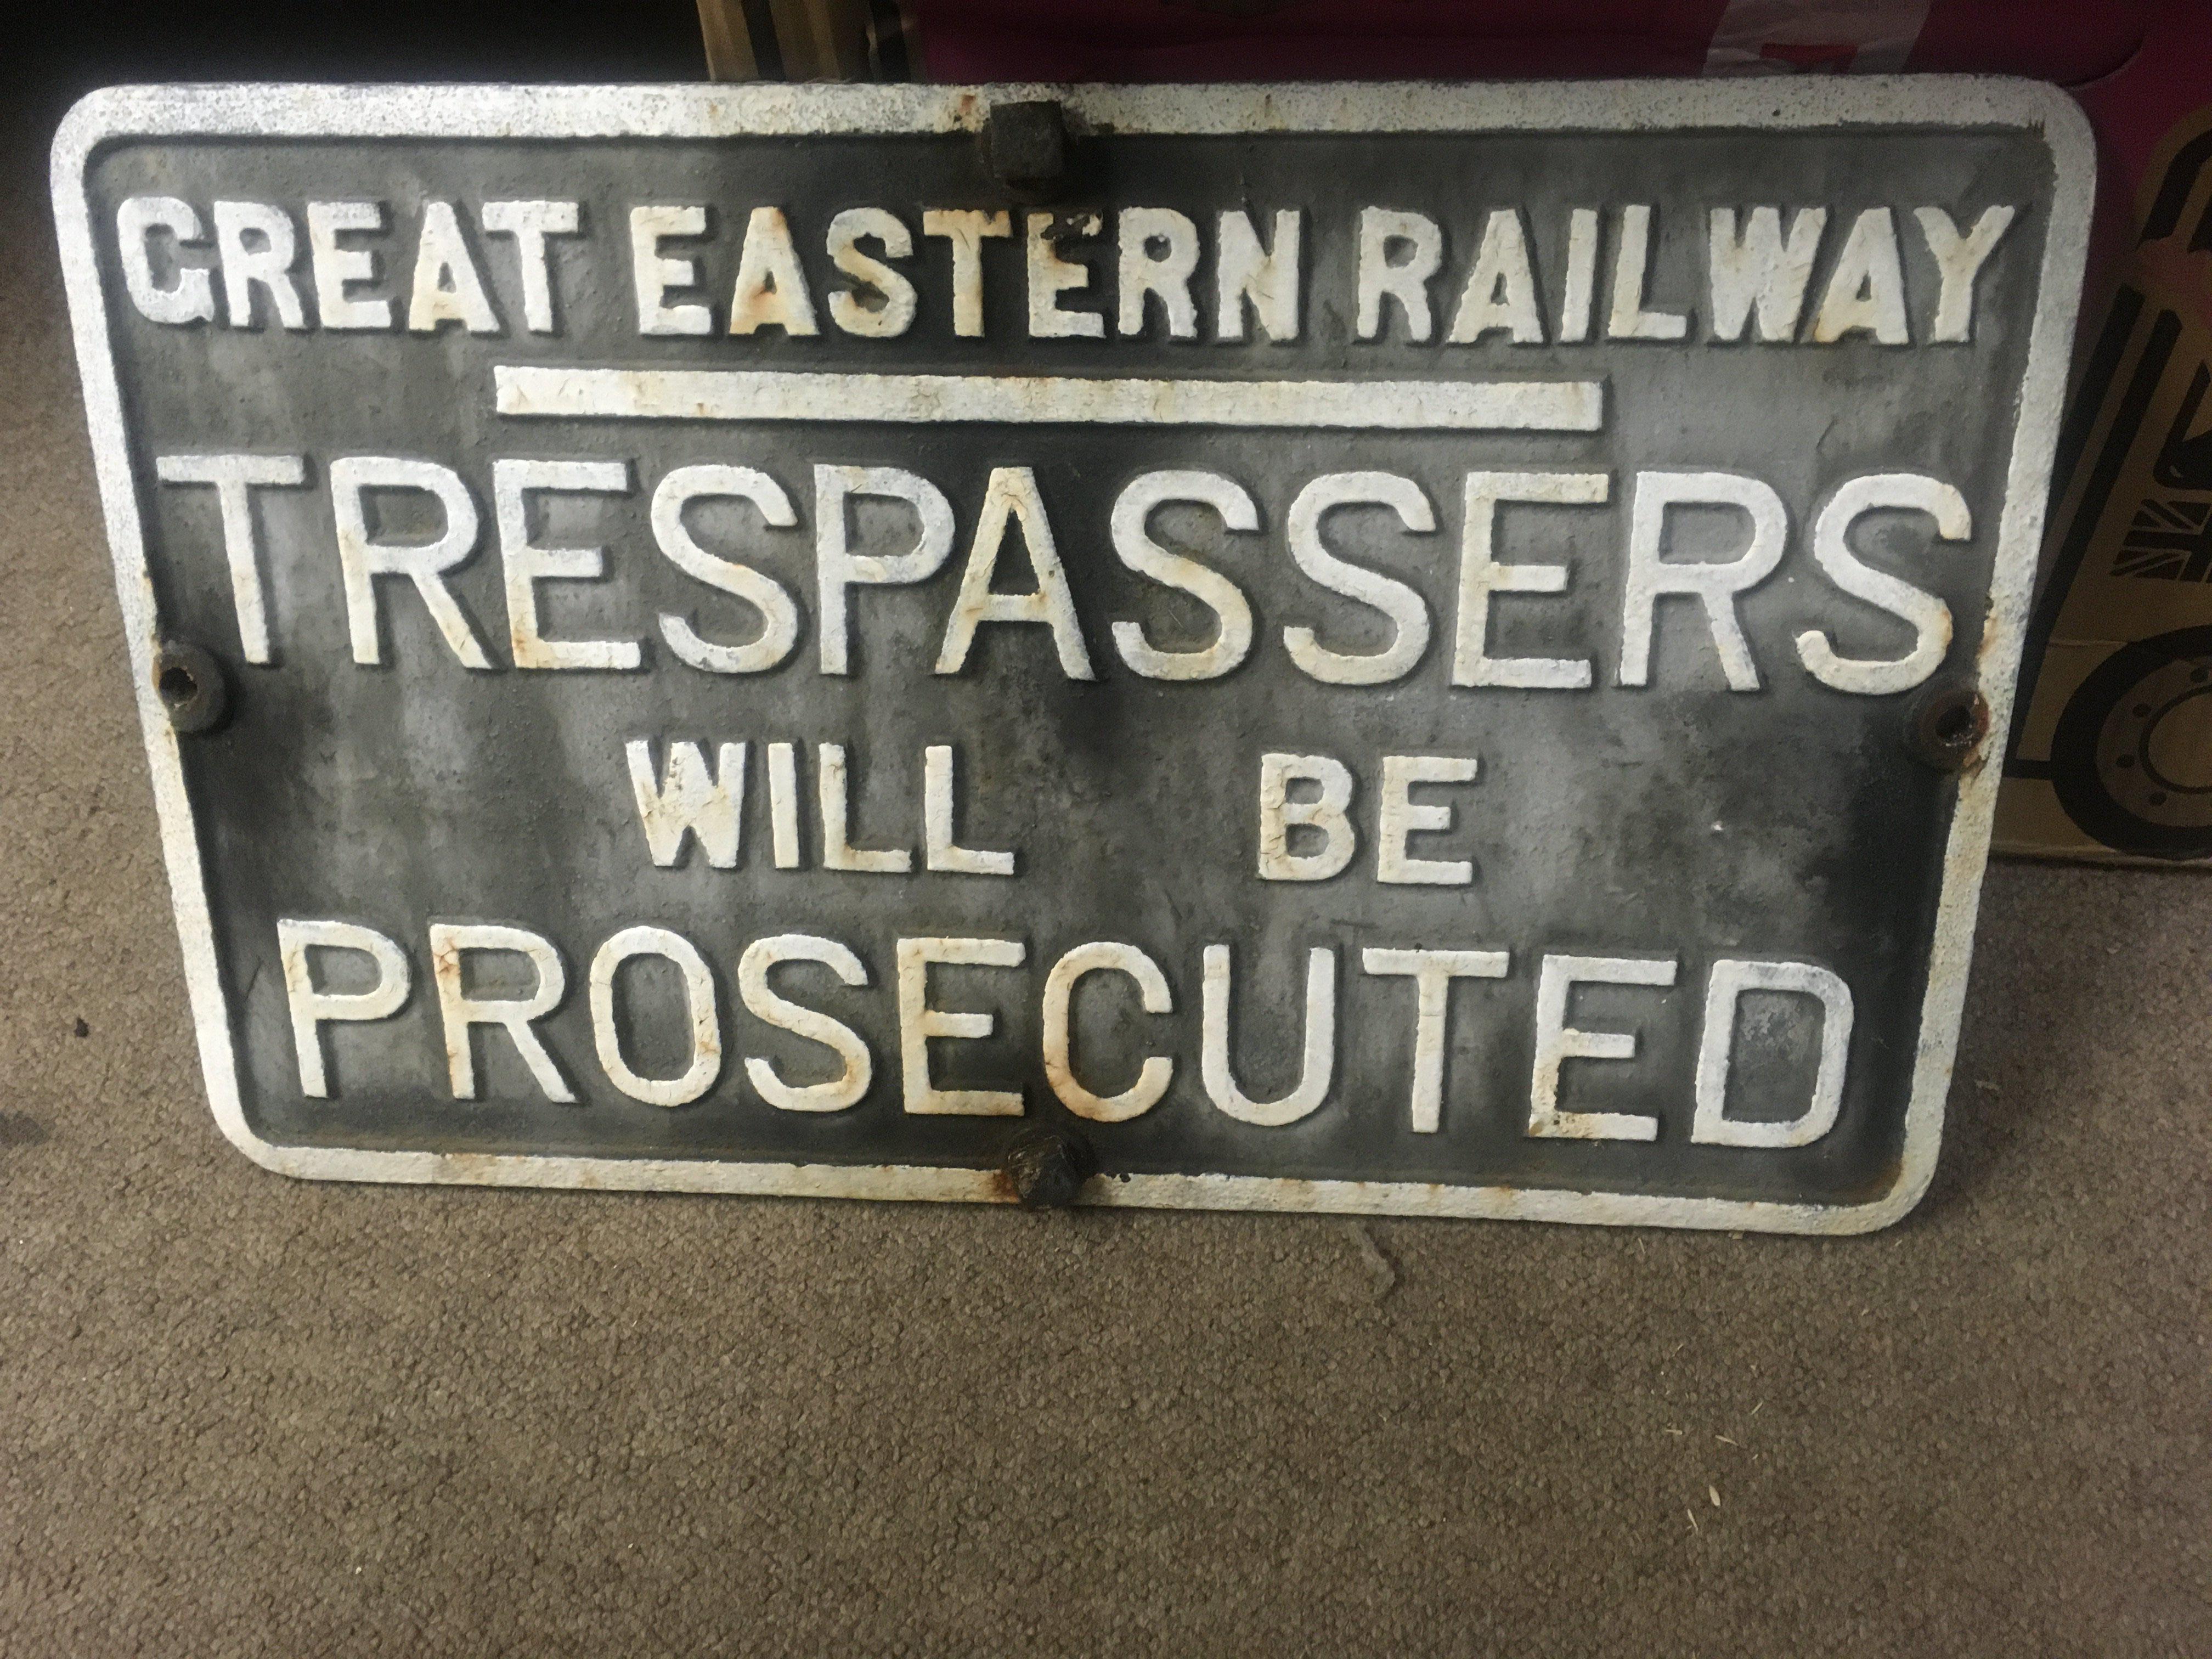 GREAT EASTERN RAILWAY
TRESPASSERS
WILL BE
PROSECUTED